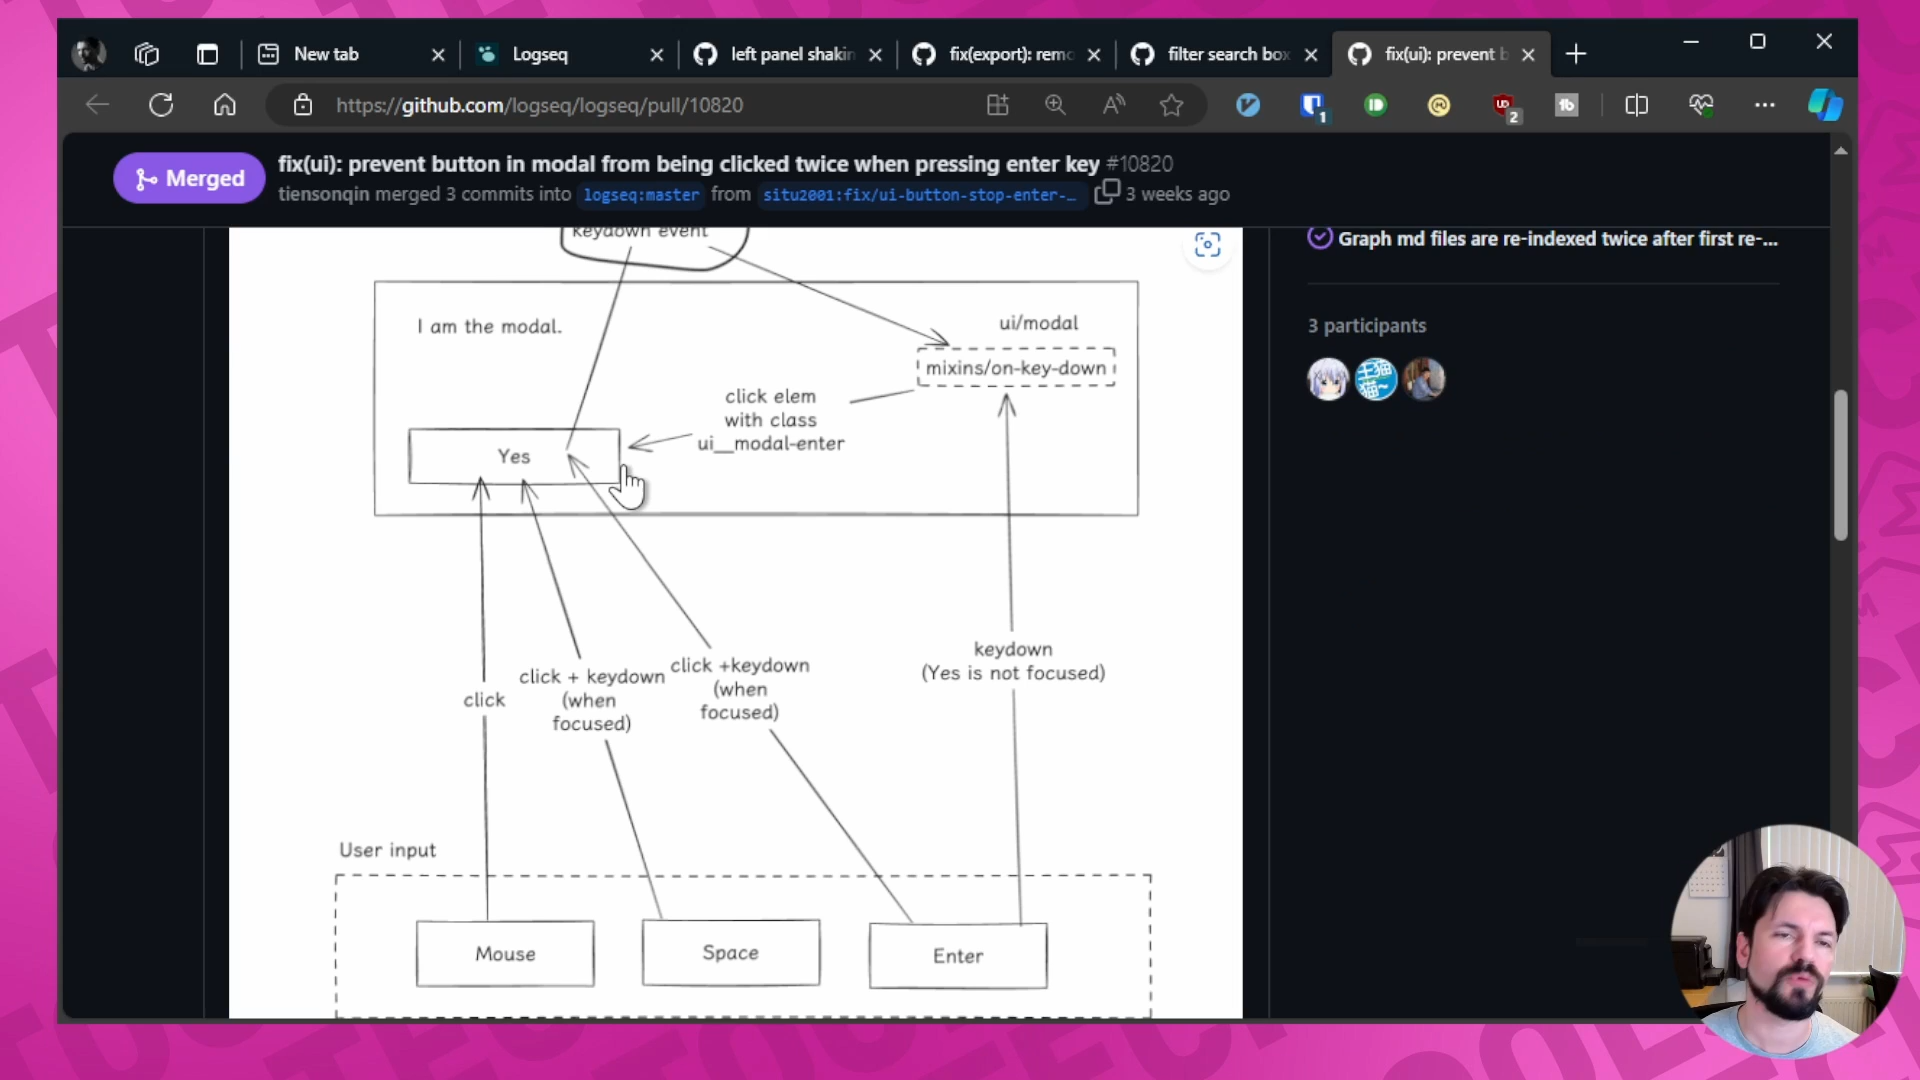 New tab
Logseq
left panel shakin
fix(export): remo
filter search box
fix(ui): prevent b
https://github.com/logseq/logseq/pull/10820
1
2
Merged
fix(ui): prevent button in modal from being clicked twice when pressing enter key #10820
tiensonqin merged 3 commits into logseq:master from situ2001:fix/ui-button-stop-enter-… 3 weeks ago
keydown event
Graph md files are re-indexed twice after first re-...
3 participants
I am the modal.
ui/modal
mixins/on-key-down
click elem
with class
ui__modal-enter
Yes
keydown
(Yes is not focused)
click
click + keydown
(when
focused)
click +keydown
(when
focused)
User input
Mouse
Space
Enter